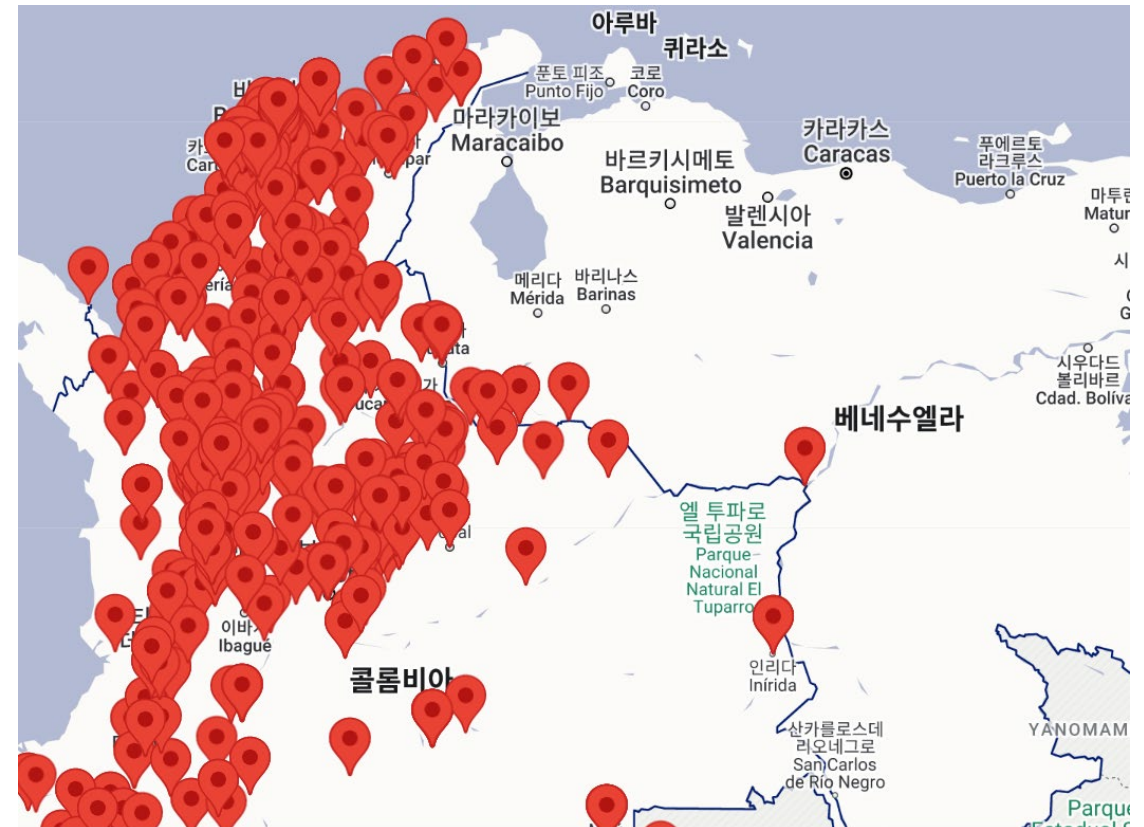 아루바
퀴라소
푼토 피조
Punto Fijo
코로
Coro
마라카이보
Maracaibo
바르키시메토
Barquisimeto
카라카스
Caracas
발렌시아
Valencia
푸에르토
라크루스
Puerto la Cruz
메리다
Mérida
바리나스
Barinas
시우다드
볼리바르
베네수엘라
엘 투파로
국립공원
Parque
Nacional
Natural El
Tuparro
이바
Ibagué
콜롬비아
인리다
Inírida
산카를로스데
리오네그로
San Carlos
de Río Negro
YANOMAM
Parque